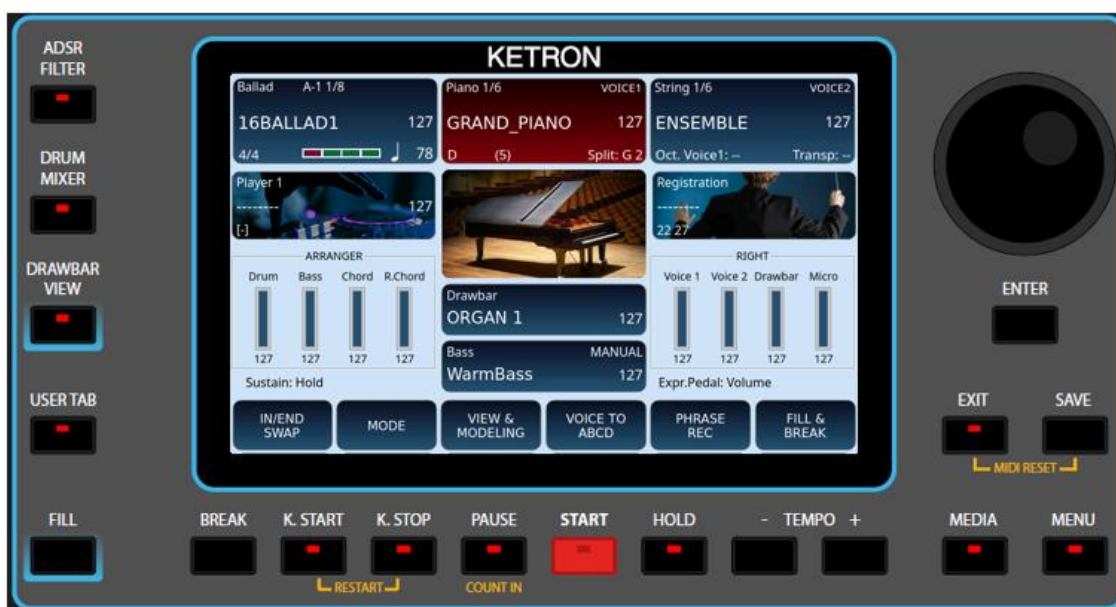 ADSR
FILTER
DRUM
MIXER
DRAWBAR
VIEW
USER TAB
FILL
KETRON
Ballad A-1 1/8
16BALLAD1 127
4/4 78
Piano 1/6 VOICE1
GRAND_PIANO 127
D (5) Split: G 2
String 1/6 VOICE2
ENSEMBLE 127
Oct. Voice1: -- Transp: --
Player 1
-------- 127
[-]
Registration
--------
22 27
ARRANGER
Drum Bass Chord R.Chord
127 127 127 127
Sustain: Hold
Drawbar
ORGAN 1 127
Bass MANUAL
WarmBass 127
RIGHT
Voice 1 Voice 2 Drawbar Micro
127 127 127 127
Expr.Pedal: Volume
IN/END
SWAP
MODE
VIEW &
MODELING
VOICE TO
ABCD
PHRASE
REC
FILL &
BREAK
ENTER
EXIT SAVE
MIDI RESET
BREAK K. START K. STOP PAUSE START HOLD - TEMPO + MEDIA MENU
RESTART COUNT IN